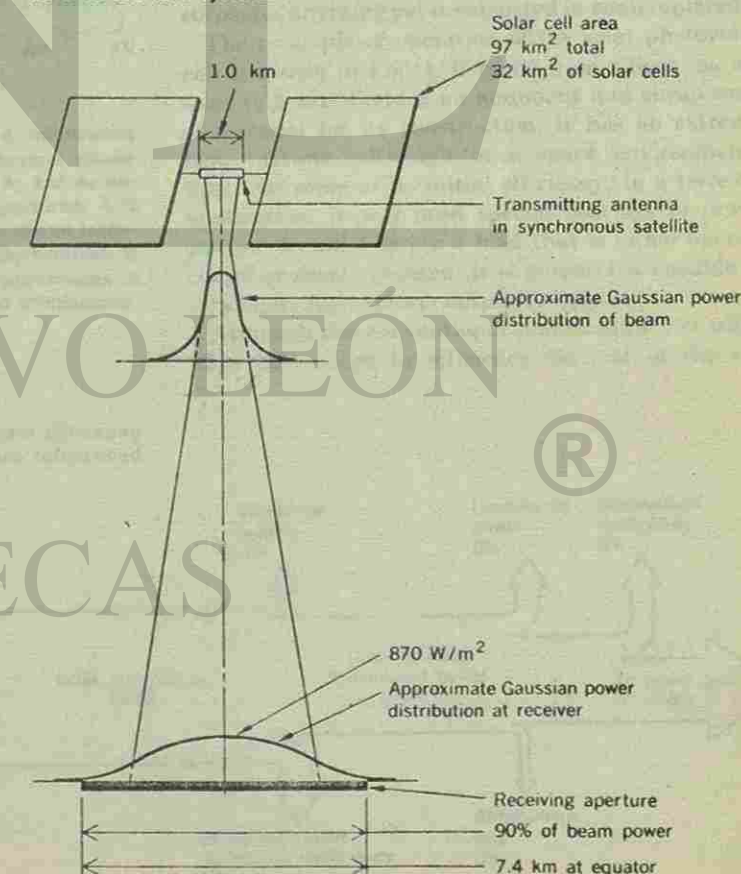 Solar cell area
97 km² total
32 km² of solar cells
1.0 km
Transmitting antenna
in synchronous satellite
Approximate Gaussian power
distribution of beam
VO LEÓN
®
ECAS
870 W/m²
Approximate Gaussian power
distribution at receiver
Receiving aperture
90% of beam power
7.4 km at equator